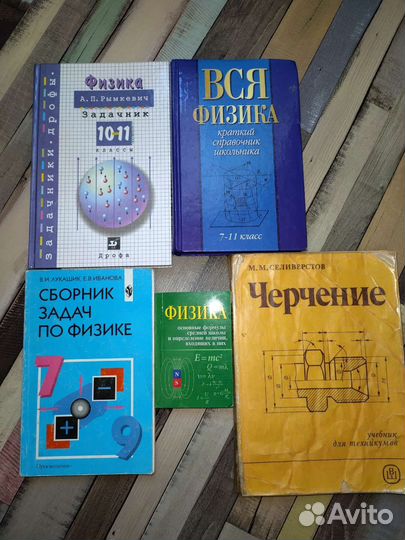 Физика
А. П. Рымкевич
Задачник
10-11
классы
Задачники «Дрофы»
Дрофа
ВСЯ
ФИЗИКА
краткий
справочник
школьника
7-11 класс
В.И.ЛУКАШИК, Е.В.ИВАНОВА
СБОРНИК
ЗАДАЧ
ПО ФИЗИКЕ
7
9
Просвещение
ФИЗИКА
основные формулы
средней школы
и определение величин,
входящих в них
E=mc²
N
S
М. М. СЕЛИВЕРСТОВ
Черчение
учебник
для техникумов
Avito